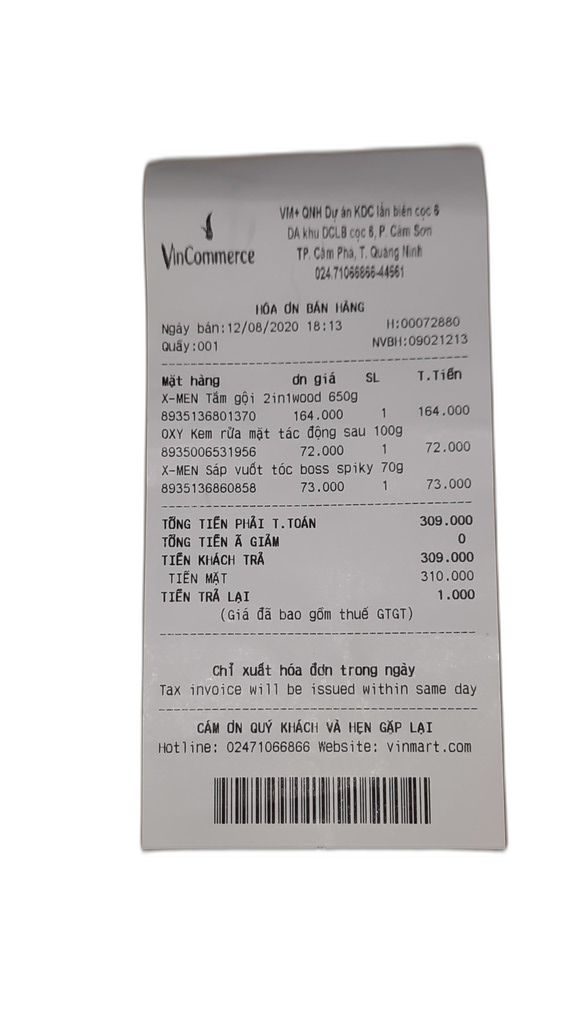 VinCommerce
VM+ QNH Dự án KDC lấn biển cọc 6
DA khu DCLB cọc 6, P. Cẩm Sơn
TP. Cẩm Phả, T. Quảng Ninh
024.71066866-44561
HÓA ƠN BÁN HÀNG
Ngày bán:12/08/2020 18:13 H:00072880
Quầy:001 NVBH:09021213
Mặt hàng ơn giá SL T.Tiền
X-MEN Tắm gội 2in1wood 650g
8935136801370 164.000 1 164.000
OXY Kem rửa mặt tác động sau 100g
8935006531956 72.000 1 72.000
X-MEN Sáp vuốt tóc boss spiky 70g
8935136860858 73.000 1 73.000
TỔNG TIỀN PHẢI T.TOÁN 309.000
TỔNG TIỀN Ã GIẢM 0
TIỀN KHÁCH TRẢ 309.000
TIỀN MẶT 310.000
TIỀN TRẢ LẠI 1.000
(Giá đã bao gồm thuế GTGT)
Chỉ xuất hóa đơn trong ngày
Tax invoice will be issued within same day
CẢM ƠN QUÝ KHÁCH VÀ HẸN GẶP LẠI
Hotline: 02471066866 Website: vinmart.com